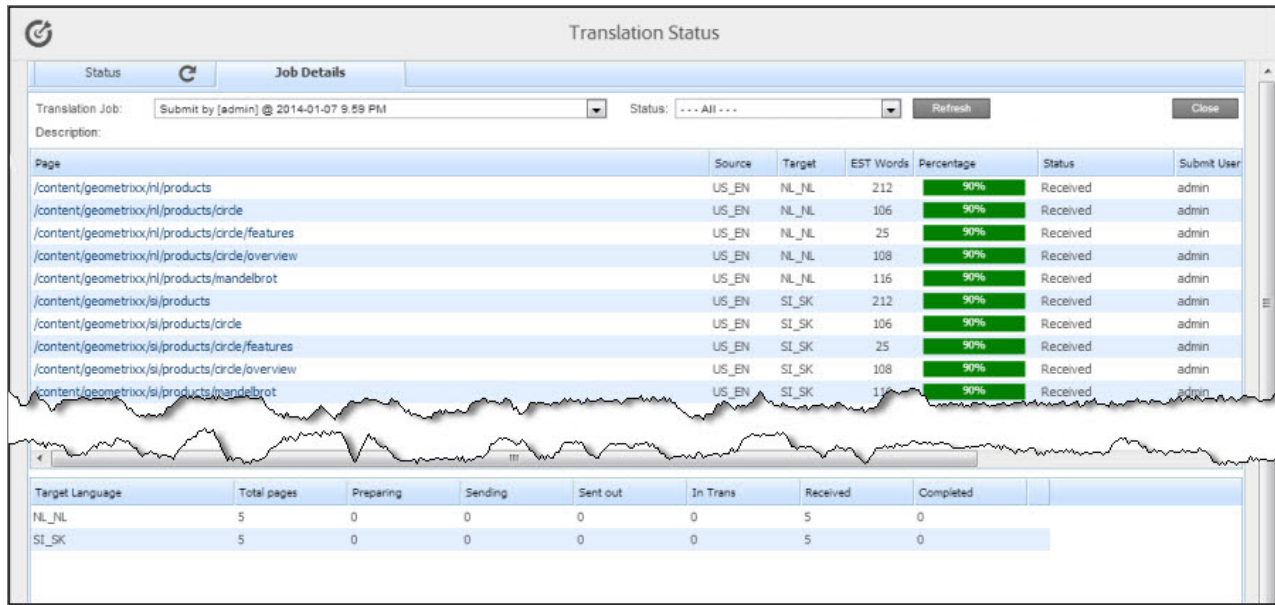 Translation Status
Status Job Details
Translation Job: Submit by [admin] @ 2014-01-07 9:59 PM Status: - - - All - - - Refresh Close
Description:
Page Source Target EST Words Percentage Status Submit User
/content/geometrixx/nl/products US_EN NL_NL 212 90% Received admin
/content/geometrixx/nl/products/circle US_EN NL_NL 106 90% Received admin
/content/geometrixx/nl/products/circle/features US_EN NL_NL 25 90% Received admin
/content/geometrixx/nl/products/circle/overview US_EN NL_NL 108 90% Received admin
/content/geometrixx/nl/products/mandelbrot US_EN NL_NL 116 90% Received admin
/content/geometrixx/si/products US_EN SI_SK 212 90% Received admin
/content/geometrixx/si/products/circle US_EN SI_SK 106 90% Received admin
/content/geometrixx/si/products/circle/features US_EN SI_SK 25 90% Received admin
/content/geometrixx/si/products/circle/overview US_EN SI_SK 108 90% Received admin
/content/geometrixx/si/products/mandelbrot US_EN SI_SK 90% Received admin
Target Language Total pages Preparing Sending Sent out In Trans Received Completed
NL_NL 5 0 0 0 0 5 0
SI_SK 5 0 0 0 0 5 0